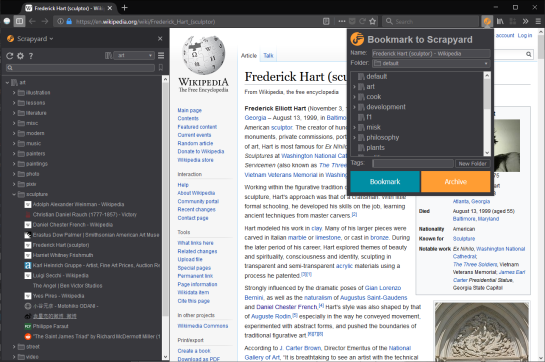 Frederick Hart (sculptor) - Wikipedia
https://en.wikipedia.org/wiki/Frederick_Hart_(sculptor)
Search
Scrapyard
art
art
illustration
lessons
literature
misc
modern
music
painters
paintings
photo
pixix
sculpture
Adolph Alexander Weinman - Wikipedia
Christian Daniel Rauch (1777-1857) - Victory
Daniel Chester French - Wikipedia
Erastus Dow Palmer | Smithsonian American Art Muse
Frederick Hart (sculptor) - Wikipedia
Harriet Whitney Frishmuth
Karl Heinrich Gruppe - Artist, Fine Art Prices, Auction Re
Luigi Secchi - Wikipedia
The Angel | Ben Victor Studios
Yves Pires - Wikipedia
Philippe Faraut
"The Saint James Triad" by Richard McDermott Miller (1
street
video
WIKIPEDIA
The Free Encyclopedia
Main page
Contents
Featured content
Current events
Random article
Donate to Wikipedia
Wikipedia store
Interaction
Help
About Wikipedia
Community portal
Recent changes
Contact page
Tools
What links here
Related changes
Upload file
Special pages
Permanent link
Page information
Wikidata item
Cite this page
In other projects
Wikimedia Commons
Print/export
Create a book
Download as PDF
account Log in
Article Talk
Frederick Hart (scu
From Wikipedia, the free encyclopedia
Frederick Elliott Hart (November 3,
Georgia – August 13, 1999, in Baltimore
American sculptor. The creator of hun
monuments, private commissions, port
of art, Hart is most famous for Ex Nihilo,
Sculptures at Washington National Cath
Servicemen (also known as The Three
Vietnam Veterans Memorial in Washing
Working within the figurative tradition
sculpture, Hart's approach was that of a craftsman. With little
formal schooling, he developed his skills on the job, learning
ancient techniques from master carvers.[2]
Hart modeled his work in clay. Many of his larger pieces were
carved in Italian marble or limestone, or cast in bronze. During
the later period of his career, Hart explored themes of beauty
and spirituality, consciousness and identity, sculpting in
transparent and semi-transparent acrylic materials using a
process he patented.[3][5]
Strongly influenced by the dramatic poses of Gian Lorenzo
Bernini, as well as the naturalism of Augustus Saint-Gaudens
and Daniel Chester French,[4] Hart's style was also shaped by that
of Auguste Rodin,[5] especially in the way he conveyed movement,
experimented with abstract forms, and pushed the boundaries of
traditional figurative art.[6][7][8]
According to J. Carter Brown, Director Emeritus of the National
Gallery of Art, "It is breathtaking to see an artist with the technical
Bookmark to Scrapyard
Name: Frederick Hart (sculptor) - Wikipedia
Folder: default
default
art
cook
development
f1
misk
philosophy
plants
Tags:
New Folder
Bookmark
Archive
Atlanta, Georgia
Died August 13, 1999 (aged 55)
Baltimore, Maryland
Nationality American
Known for Sculpture
Notable work Ex Nihilo, Washington National
Cathedral;
The Three Soldiers, Vietnam
Veterans Memorial; James Earl
Carter Presidential Statue,
Georgia State Capitol